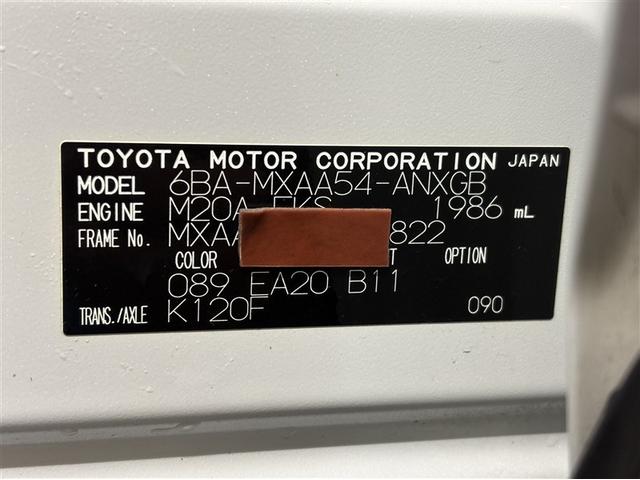 TOYOTA MOTOR CORPORATION JAPAN
MODEL 6BA-MXAA54-ANXGB
ENGINE M20A-FKS 1986 mL
FRAME No. MXAA 822
COLOR OPTION
089 EA20 B11
TRANS./AXLE K120F 090